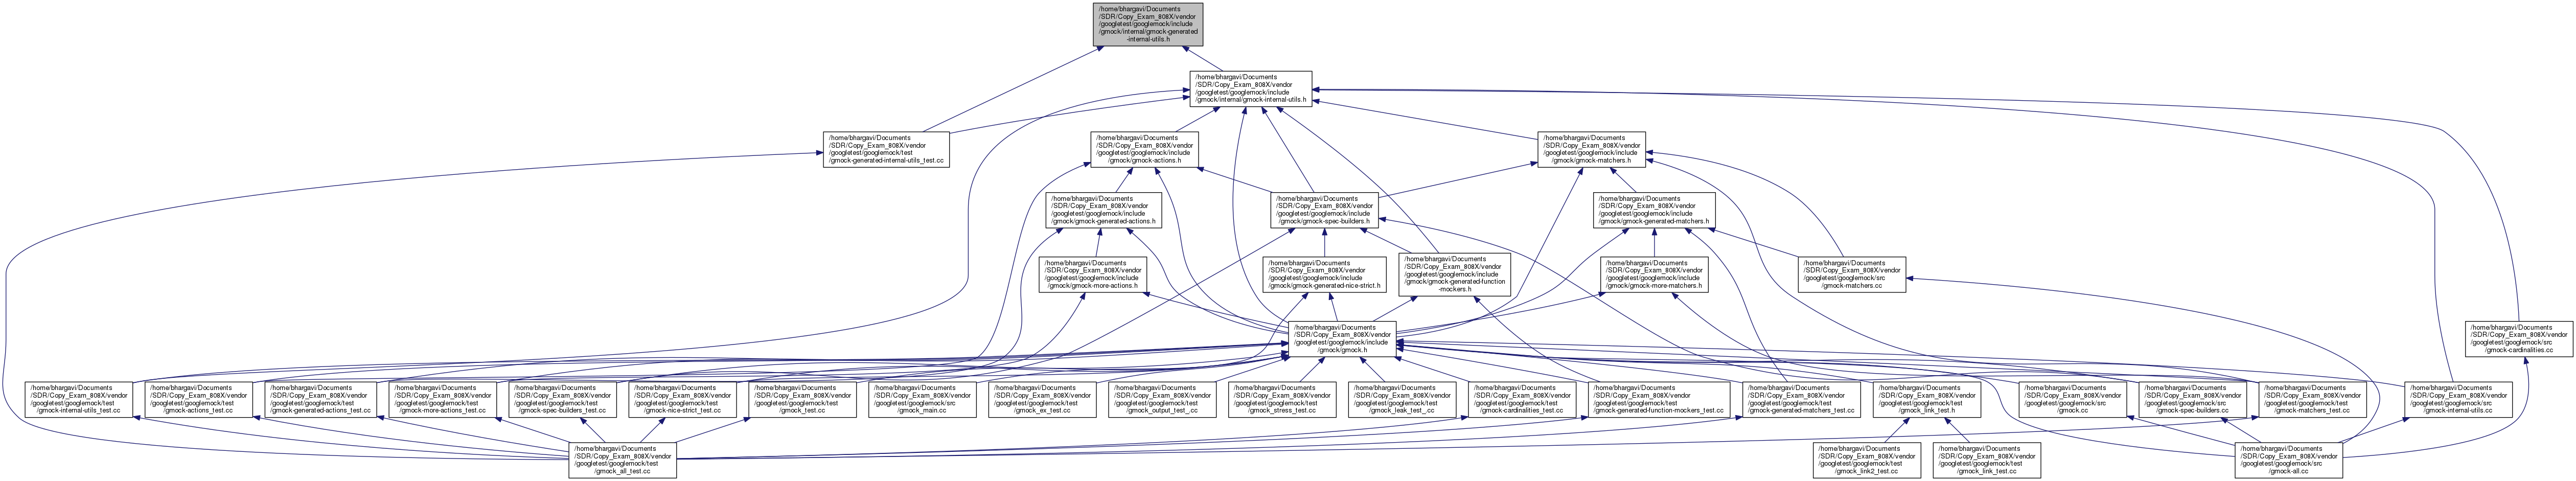 /home/bhargavi/Documents
/SDR/Copy_Exam_808X/vendor
/googletest/googlemock/include
/gmock/internal/gmock-generated
-internal-utils.h
/home/bhargavi/Documents
/SDR/Copy_Exam_808X/vendor
/googletest/googlemock/include
/gmock/internal/gmock-internal-utils.h
/home/bhargavi/Documents
/SDR/Copy_Exam_808X/vendor
/googletest/googlemock/test
/gmock-generated-internal-utils_test.cc
/home/bhargavi/Documents
/SDR/Copy_Exam_808X/vendor
/googletest/googlemock/include
/gmock/gmock-actions.h
/home/bhargavi/Documents
/SDR/Copy_Exam_808X/vendor
/googletest/googlemock/include
/gmock/gmock-matchers.h
/home/bhargavi/Documents
/SDR/Copy_Exam_808X/vendor
/googletest/googlemock/include
/gmock/gmock-generated-actions.h
/home/bhargavi/Documents
/SDR/Copy_Exam_808X/vendor
/googletest/googlemock/include
/gmock/gmock-spec-builders.h
/home/bhargavi/Documents
/SDR/Copy_Exam_808X/vendor
/googletest/googlemock/include
/gmock/gmock-generated-matchers.h
/home/bhargavi/Documents
/SDR/Copy_Exam_808X/vendor
/googletest/googlemock/include
/gmock/gmock-more-actions.h
/home/bhargavi/Documents
/SDR/Copy_Exam_808X/vendor
/googletest/googlemock/include
/gmock/gmock-generated-nice-strict.h
/home/bhargavi/Documents
/SDR/Copy_Exam_808X/vendor
/googletest/googlemock/include
/gmock/gmock-generated-function
-mockers.h
/home/bhargavi/Documents
/SDR/Copy_Exam_808X/vendor
/googletest/googlemock/include
/gmock/gmock-more-matchers.h
/home/bhargavi/Documents
/SDR/Copy_Exam_808X/vendor
/googletest/googlemock/src
/gmock-matchers.cc
/home/bhargavi/Documents
/SDR/Copy_Exam_808X/vendor
/googletest/googlemock/include
/gmock/gmock.h
/home/bhargavi/Documents
/SDR/Copy_Exam_808X/vendor
/googletest/googlemock/src
/gmock-cardinalities.cc
/home/bhargavi/Documents
/SDR/Copy_Exam_808X/vendor
/googletest/googlemock/test
/gmock-internal-utils_test.cc
/home/bhargavi/Documents
/SDR/Copy_Exam_808X/vendor
/googletest/googlemock/test
/gmock-actions_test.cc
/home/bhargavi/Documents
/SDR/Copy_Exam_808X/vendor
/googletest/googlemock/test
/gmock-generated-actions_test.cc
/home/bhargavi/Documents
/SDR/Copy_Exam_808X/vendor
/googletest/googlemock/test
/gmock-more-actions_test.cc
/home/bhargavi/Documents
/SDR/Copy_Exam_808X/vendor
/googletest/googlemock/test
/gmock-spec-builders_test.cc
/home/bhargavi/Documents
/SDR/Copy_Exam_808X/vendor
/googletest/googlemock/test
/gmock-nice-strict_test.cc
/home/bhargavi/Documents
/SDR/Copy_Exam_808X/vendor
/googletest/googlemock/test
/gmock_test.cc
/home/bhargavi/Documents
/SDR/Copy_Exam_808X/vendor
/googletest/googlemock/src
/gmock_main.cc
/home/bhargavi/Documents
/SDR/Copy_Exam_808X/vendor
/googletest/googlemock/test
/gmock_ex_test.cc
/home/bhargavi/Documents
/SDR/Copy_Exam_808X/vendor
/googletest/googlemock/test
/gmock_output_test_.cc
/home/bhargavi/Documents
/SDR/Copy_Exam_808X/vendor
/googletest/googlemock/test
/gmock_stress_test.cc
/home/bhargavi/Documents
/SDR/Copy_Exam_808X/vendor
/googletest/googlemock/test
/gmock_leak_test_.cc
/home/bhargavi/Documents
/SDR/Copy_Exam_808X/vendor
/googletest/googlemock/test
/gmock-cardinalities_test.cc
/home/bhargavi/Documents
/SDR/Copy_Exam_808X/vendor
/googletest/googlemock/test
/gmock-generated-function-mockers_test.cc
/home/bhargavi/Documents
/SDR/Copy_Exam_808X/vendor
/googletest/googlemock/test
/gmock-generated-matchers_test.cc
/home/bhargavi/Documents
/SDR/Copy_Exam_808X/vendor
/googletest/googlemock/test
/gmock_link_test.h
/home/bhargavi/Documents
/SDR/Copy_Exam_808X/vendor
/googletest/googlemock/src
/gmock.cc
/home/bhargavi/Documents
/SDR/Copy_Exam_808X/vendor
/googletest/googlemock/src
/gmock-spec-builders.cc
/home/bhargavi/Documents
/SDR/Copy_Exam_808X/vendor
/googletest/googlemock/test
/gmock-matchers_test.cc
/home/bhargavi/Documents
/SDR/Copy_Exam_808X/vendor
/googletest/googlemock/src
/gmock-internal-utils.cc
/home/bhargavi/Documents
/SDR/Copy_Exam_808X/vendor
/googletest/googlemock/test
/gmock_all_test.cc
/home/bhargavi/Documents
/SDR/Copy_Exam_808X/vendor
/googletest/googlemock/test
/gmock_link2_test.cc
/home/bhargavi/Documents
/SDR/Copy_Exam_808X/vendor
/googletest/googlemock/test
/gmock_link_test.cc
/home/bhargavi/Documents
/SDR/Copy_Exam_808X/vendor
/googletest/googlemock/src
/gmock-all.cc